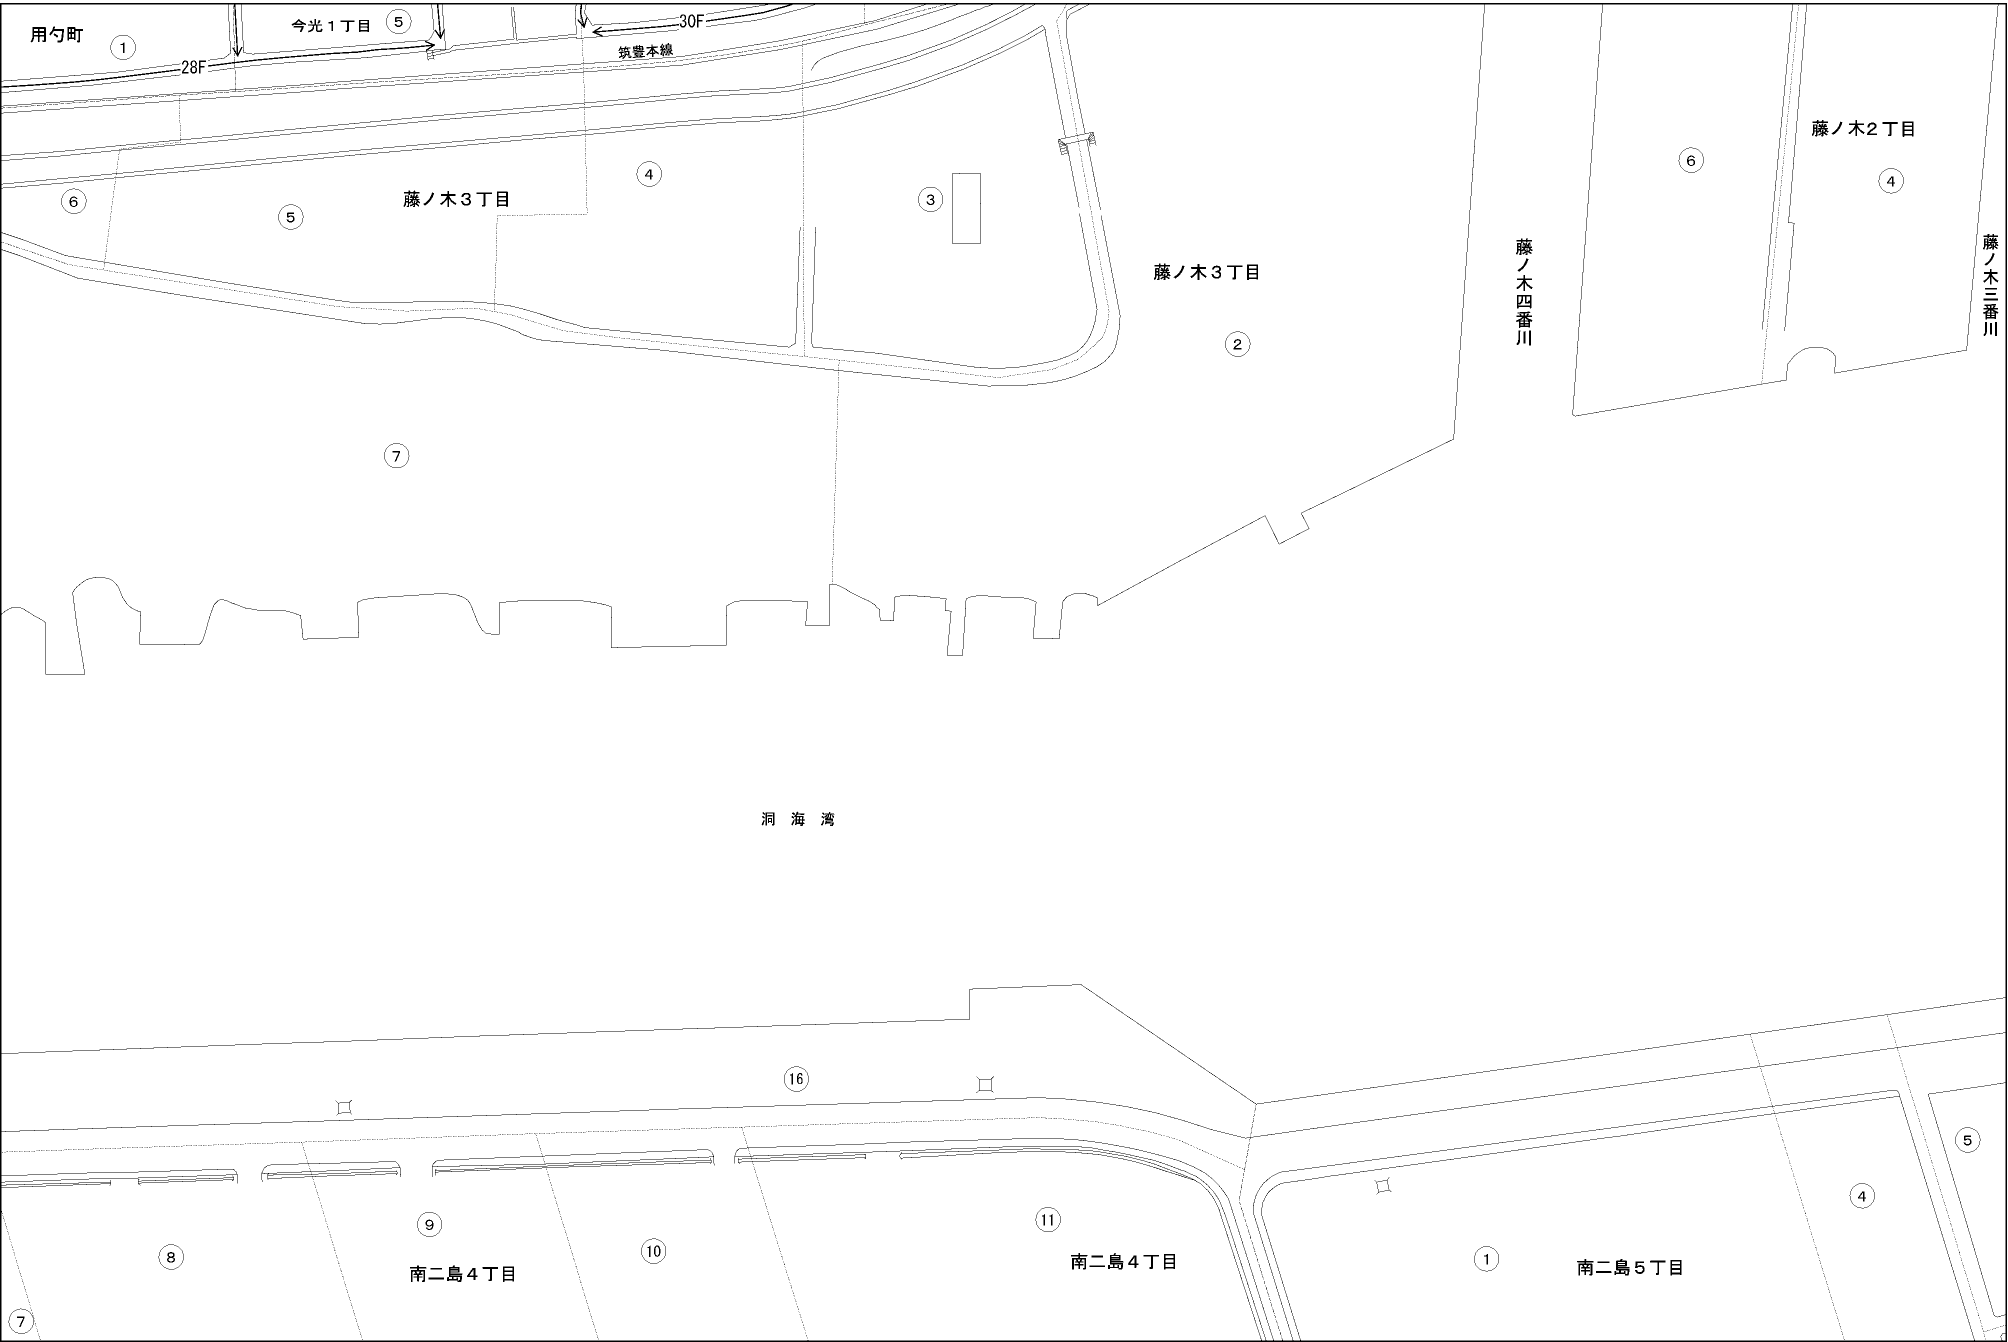 用勺町
1
今光１丁目
5
30F
筑豊本線
28F
藤ノ木２丁目
6
4
4
6
5
藤ノ木３丁目
3
藤ノ木３丁目
2
藤ノ木四番川
藤ノ木三番川
7
洞 海 湾
16
5
4
9
11
8
10
南二島４丁目
南二島４丁目
1
南二島５丁目
7